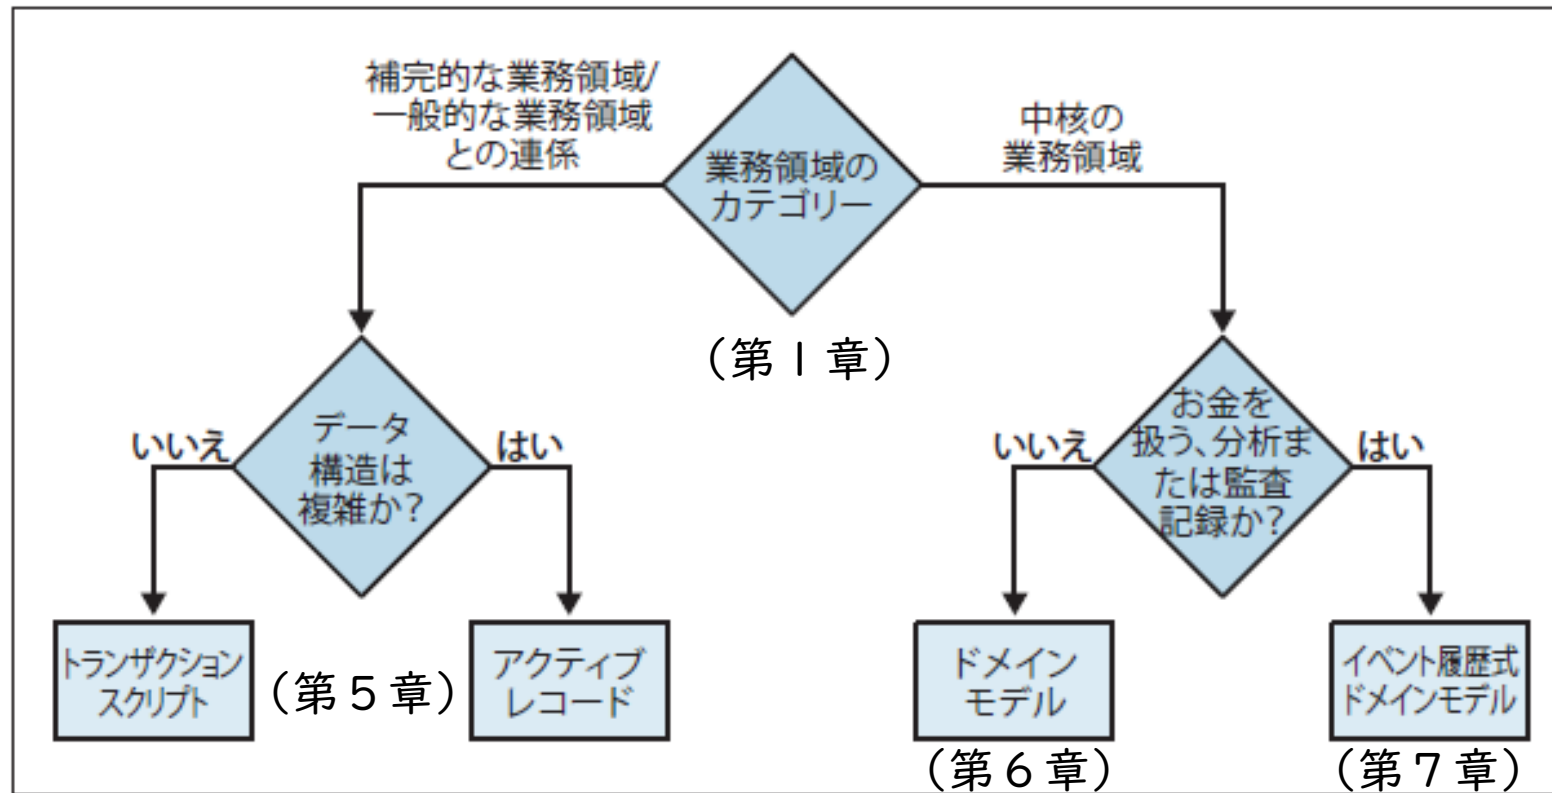 補完的な業務領域/
一般的な業務領域
との連係
中核の
業務領域
業務領域の
カテゴリー
（第１章）
いいえ
データ
構造は
複雑か?
はい
いいえ
お金を
扱う、分析ま
たは監査
記録か?
はい
トランザクション
スクリプト
（第５章）
アクティブ
レコード
ドメイン
モデル
（第６章）
イベント履歴式
ドメインモデル
（第７章）